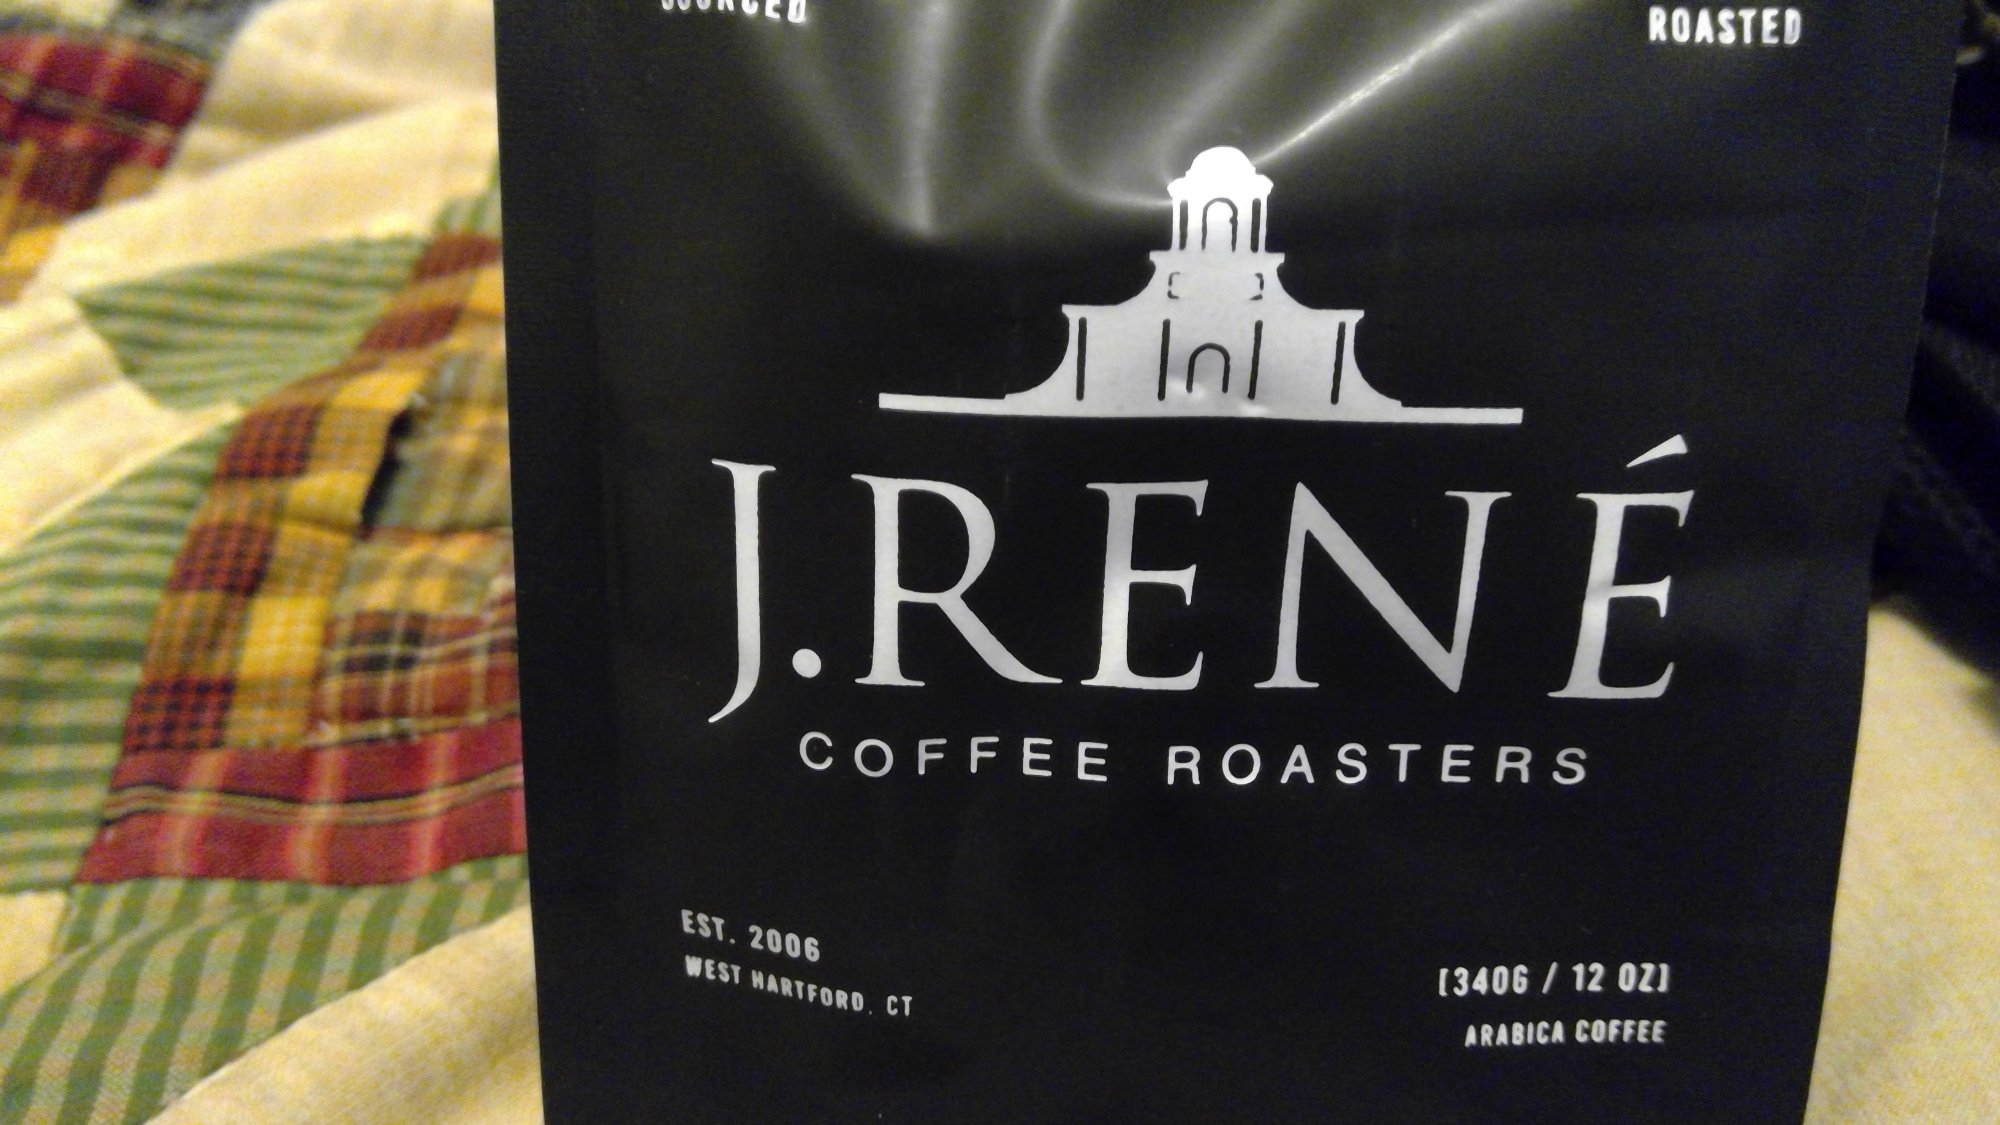 ROASTED
J.RENÉ
COFFEE ROASTERS
EST. 2006
WEST HARTFORD, CT
[340G / 12 OZ]
ARABICA COFFEE